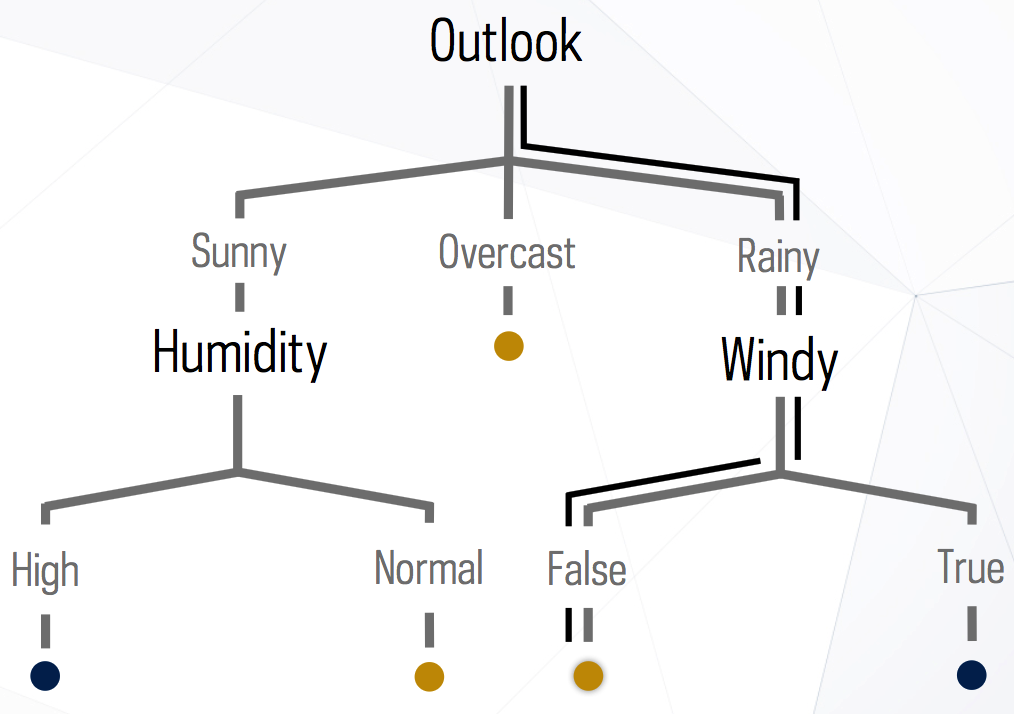 Outlook
Sunny
Overcast
Rainy
Humidity
Windy
High
Normal
False
True